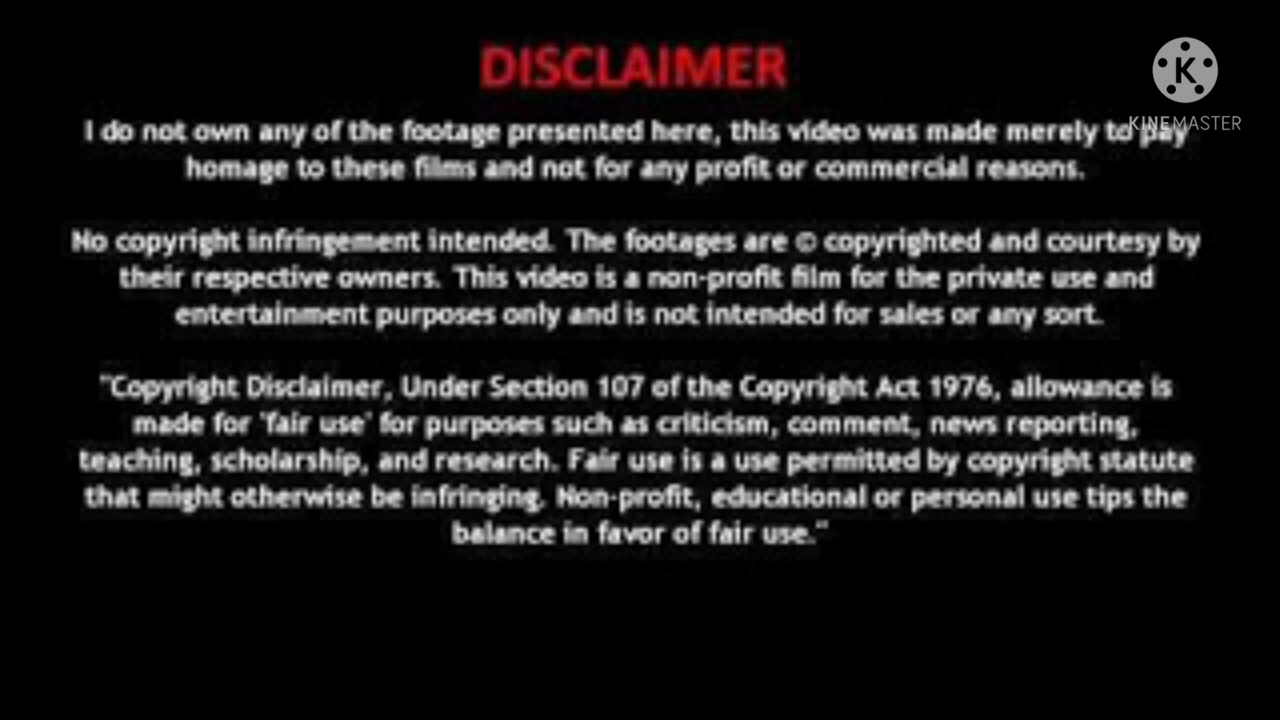 DISCLAIMER
I do not own any of the footage presented here, this video was made merely to pay
homage to these films and not for any profit or commercial reasons.
No copyright infringement intended. The footages are © copyrighted and courtesy by
their respective owners. This video is a non-profit film for the private use and
entertainment purposes only and is not intended for sales or any sort.
"Copyright Disclaimer, Under Section 107 of the Copyright Act 1976, allowance is
made for 'fair use' for purposes such as criticism, comment, news reporting,
teaching, scholarship, and research. Fair use is a use permitted by copyright statute
that might otherwise be infringing. Non-profit, educational or personal use tips the
balance in favor of fair use."
K
KINEMASTER